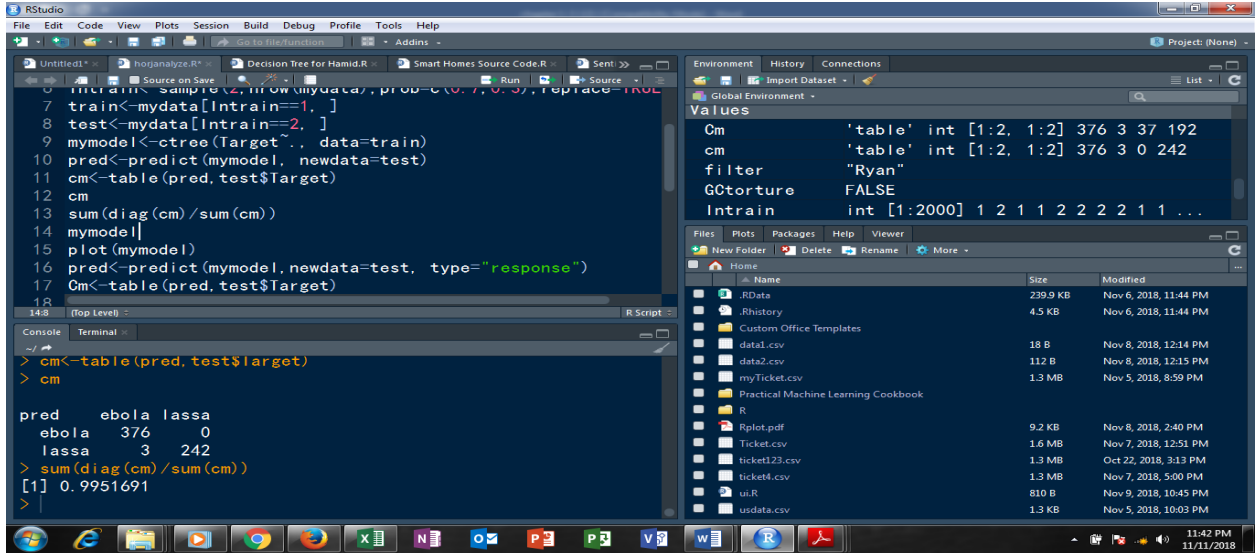 RStudio
File Edit Code View Plots Session Build Debug Profile Tools Help
Go to file/function Addins Project: (None)
Untitled1* horjanalyze.R* Decision Tree for Hamid.R Smart Homes Source Code.R Senti
Source on Save Run Source
6 Intrain< sample(2,nrow(mydata),prob=c(0.7,0.3),replace=TRUE
7 train<-mydata[Intrain==1, ]
8 test<-mydata[Intrain==2, ]
9 mymodel<-ctree(Target~., data=train)
10 pred<-predict(mymodel, newdata=test)
11 cm<-table(pred,test$Target)
12 cm
13 sum(diag(cm)/sum(cm))
14 mymodel
15 plot(mymodel)
16 pred<-predict(mymodel,newdata=test, type="response")
17 Cm<-table(pred,test$Target)
18
14:8 (Top Level) R Script
Console Terminal
~/
> cm<-table(pred,test$Target)
> cm
pred ebola lassa
ebola 376 0
lassa 3 242
> sum(diag(cm)/sum(cm))
[1] 0.9951691
>
Environment History Connections
Import Dataset List
Global Environment
Values
Cm 'table' int [1:2, 1:2] 376 3 37 192
cm 'table' int [1:2, 1:2] 376 3 0 242
filter "Ryan"
GCtorture FALSE
Intrain int [1:2000] 1 2 1 1 2 2 2 2 1 1 ...
Files Plots Packages Help Viewer
New Folder Delete Rename More
Home ...
Name Size Modified
.RData 239.9 KB Nov 6, 2018, 11:44 PM
.Rhistory 4.5 KB Nov 6, 2018, 11:44 PM
Custom Office Templates
data1.csv 18 B Nov 8, 2018, 12:14 PM
data2.csv 112 B Nov 8, 2018, 12:15 PM
myTicket.csv 1.3 MB Nov 5, 2018, 8:59 PM
Practical Machine Learning Cookbook
R
Rplot.pdf 9.2 KB Nov 8, 2018, 2:40 PM
Ticket.csv 1.6 MB Nov 7, 2018, 12:51 PM
ticket123.csv 1.3 MB Oct 22, 2018, 3:13 PM
ticket4.csv 1.3 MB Nov 7, 2018, 5:00 PM
ui.R 810 B Nov 9, 2018, 10:45 PM
usdata.csv 1.3 KB Nov 5, 2018, 10:03 PM
11:42 PM
11/11/2018